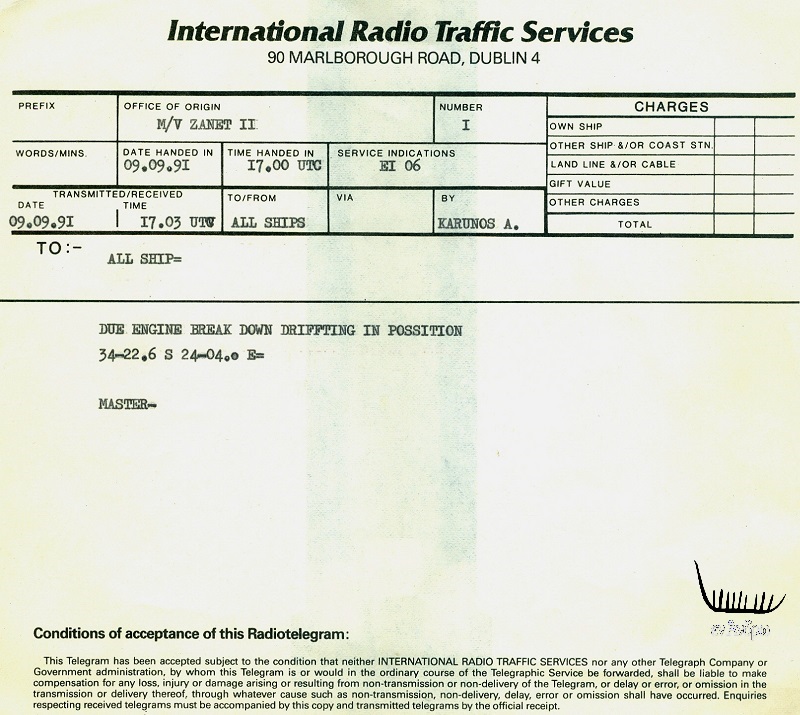 International Radio Traffic Services
90 MARLBOROUGH ROAD, DUBLIN 4
PREFIX
OFFICE OF ORIGIN
M/V ZANET II
NUMBER
I
CHARGES
OWN SHIP
OTHER SHIP &/OR COAST STN.
LAND LINE &/OR CABLE
GIFT VALUE
OTHER CHARGES
TOTAL
WORDS/MINS.
DATE HANDED IN
09.09.91
TIME HANDED IN
17.00 UTC
SERVICE INDICATIONS
EI 06
TRANSMITTED/RECEIVED
DATE
TIME
09.09.91
17.03 UTC
TO/FROM
ALL SHIPS
VIA
BY
KARUNOS A.
TO:-
ALL SHIP=
DUE ENGINE BREAK DOWN DRIFFTING IN POSSITION
34-22.6 S 24-04.0 E=
MASTER-
Conditions of acceptance of this Radiotelegram:
This Telegram has been accepted subject to the condition that neither INTERNATIONAL RADIO TRAFFIC SERVICES nor any other Telegraph Company or
Government administration, by whom this Telegram is or would in the ordinary course of the Telegraphic Service be forwarded, shall be liable to make
compensation for any loss, injury or damage arising or resulting from non-transmission or non-delivery of the Telegram, or delay or error, or omission in the
transmission or delivery thereof, through whatever cause such as non-transmission, non-delivery, delay, error or omission shall have occurred. Enquiries
respecting received telegrams must be accompanied by this copy and transmitted telegrams by the official receipt.